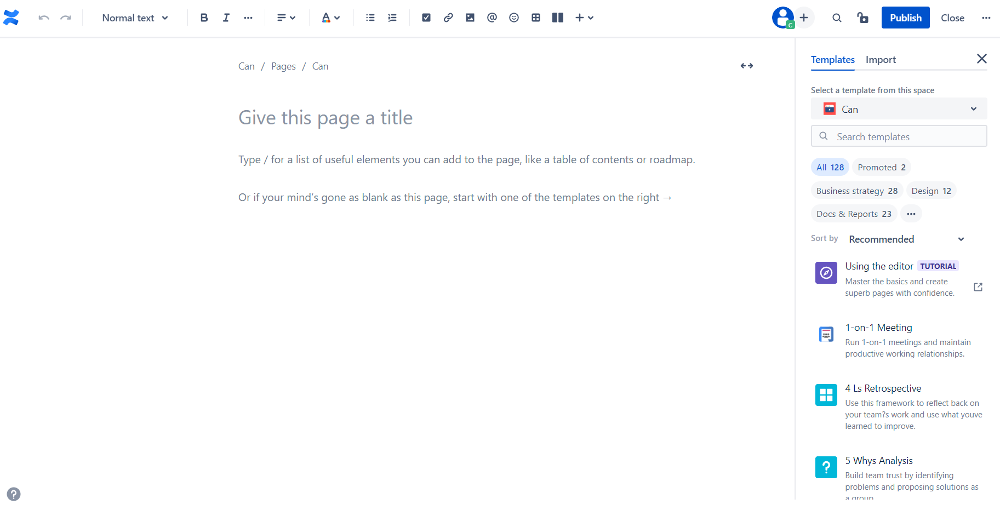 Normal text
Publish
Close
Can / Pages / Can
Give this page a title
Type / for a list of useful elements you can add to the page, like a table of contents or roadmap.
Or if your mind’s gone as blank as this page, start with one of the templates on the right →
Templates
Import
Select a template from this space
Can
Search templates
All 128
Promoted 2
Business strategy 28
Design 12
Docs & Reports 23
Sort by
Recommended
Using the editor TUTORIAL
Master the basics and create
superb pages with confidence.
1-on-1 Meeting
Run 1-on-1 meetings and maintain
productive working relationships.
4 Ls Retrospective
Use this framework to reflect back on
your team?s work and use what youve
learned to improve.
5 Whys Analysis
Build team trust by identifying
problems and proposing solutions as
a group.